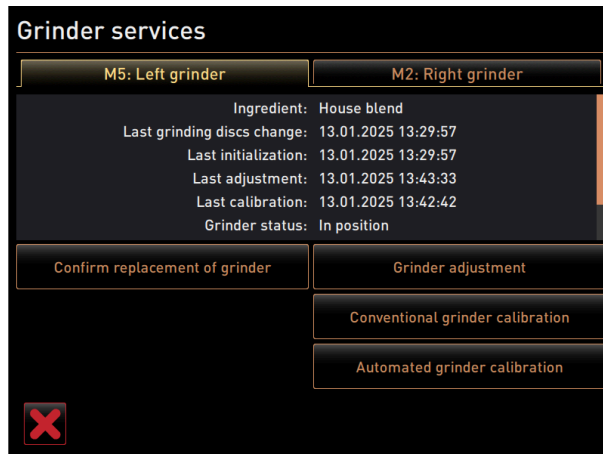 Grinder services
M5: Left grinder
M2: Right grinder
Ingredient: House blend
Last grinding discs change: 13.01.2025 13:29:57
Last initialization: 13.01.2025 13:29:57
Last adjustment: 13.01.2025 13:43:33
Last calibration: 13.01.2025 13:42:42
Grinder status: In position
Confirm replacement of grinder
Grinder adjustment
Conventional grinder calibration
Automated grinder calibration